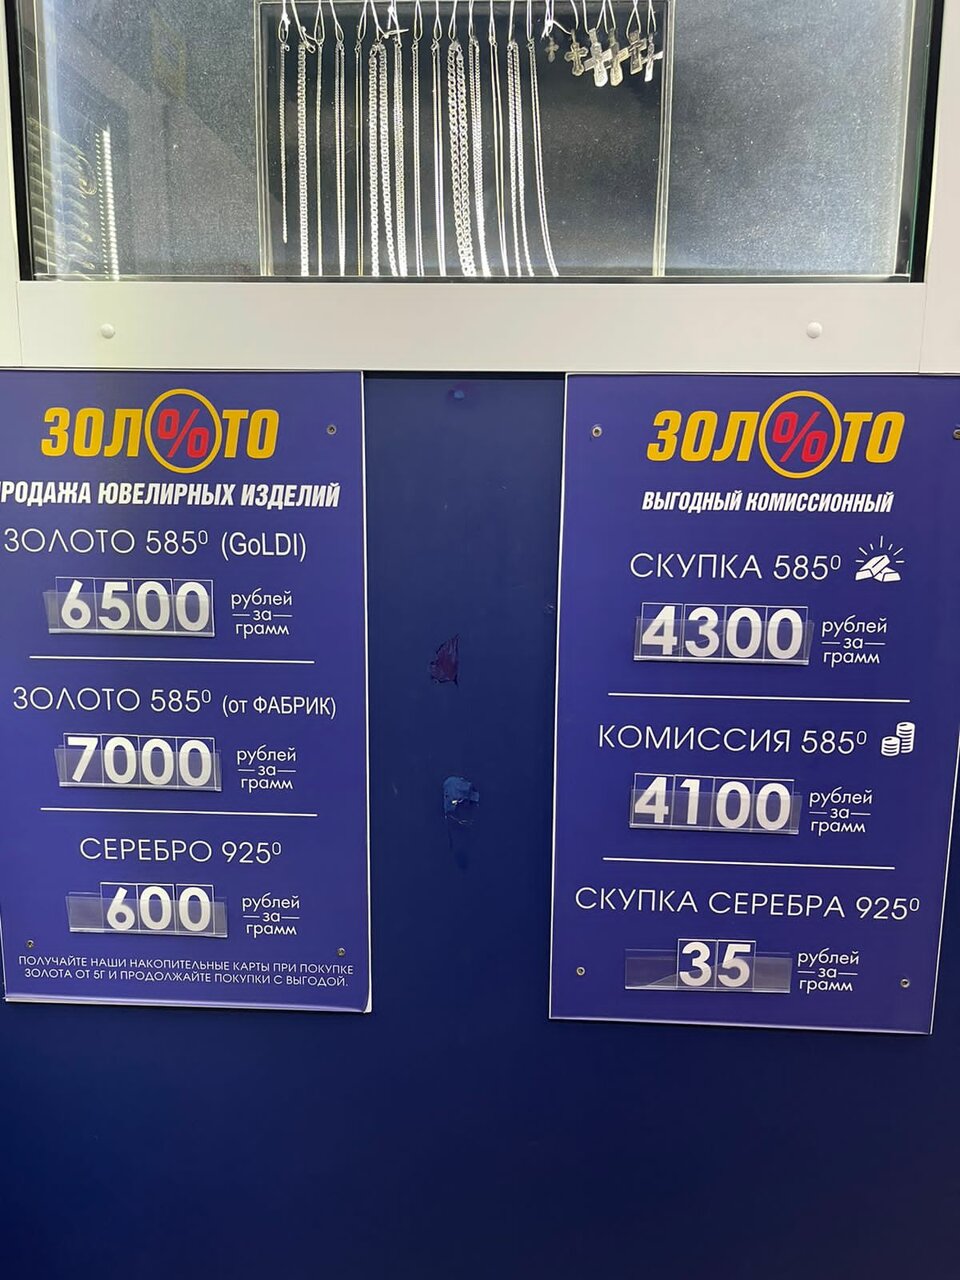 ЗОЛ%ТО
ПРОДАЖА ЮВЕЛИРНЫХ ИЗДЕЛИЙ
ЗОЛОТО 585⁰ (GoLDI)
6500 рублей
за
грамм
ЗОЛОТО 585⁰ (от ФАБРИК)
7000 рублей
за
грамм
СЕРЕБРО 925⁰
600 рублей
за
грамм
ПОЛУЧАЙТЕ НАШИ НАКОПИТЕЛЬНЫЕ КАРТЫ ПРИ ПОКУПКЕ
ЗОЛОТА ОТ 5Г И ПРОДОЛЖАЙТЕ ПОКУПКИ С ВЫГОДОЙ.
ЗОЛ%ТО
ВЫГОДНЫЙ КОМИССИОННЫЙ
СКУПКА 585⁰
4300 рублей
за
грамм
КОМИССИЯ 585⁰
4100 рублей
за
грамм
СКУПКА СЕРЕБРА 925⁰
35 рублей
за
грамм